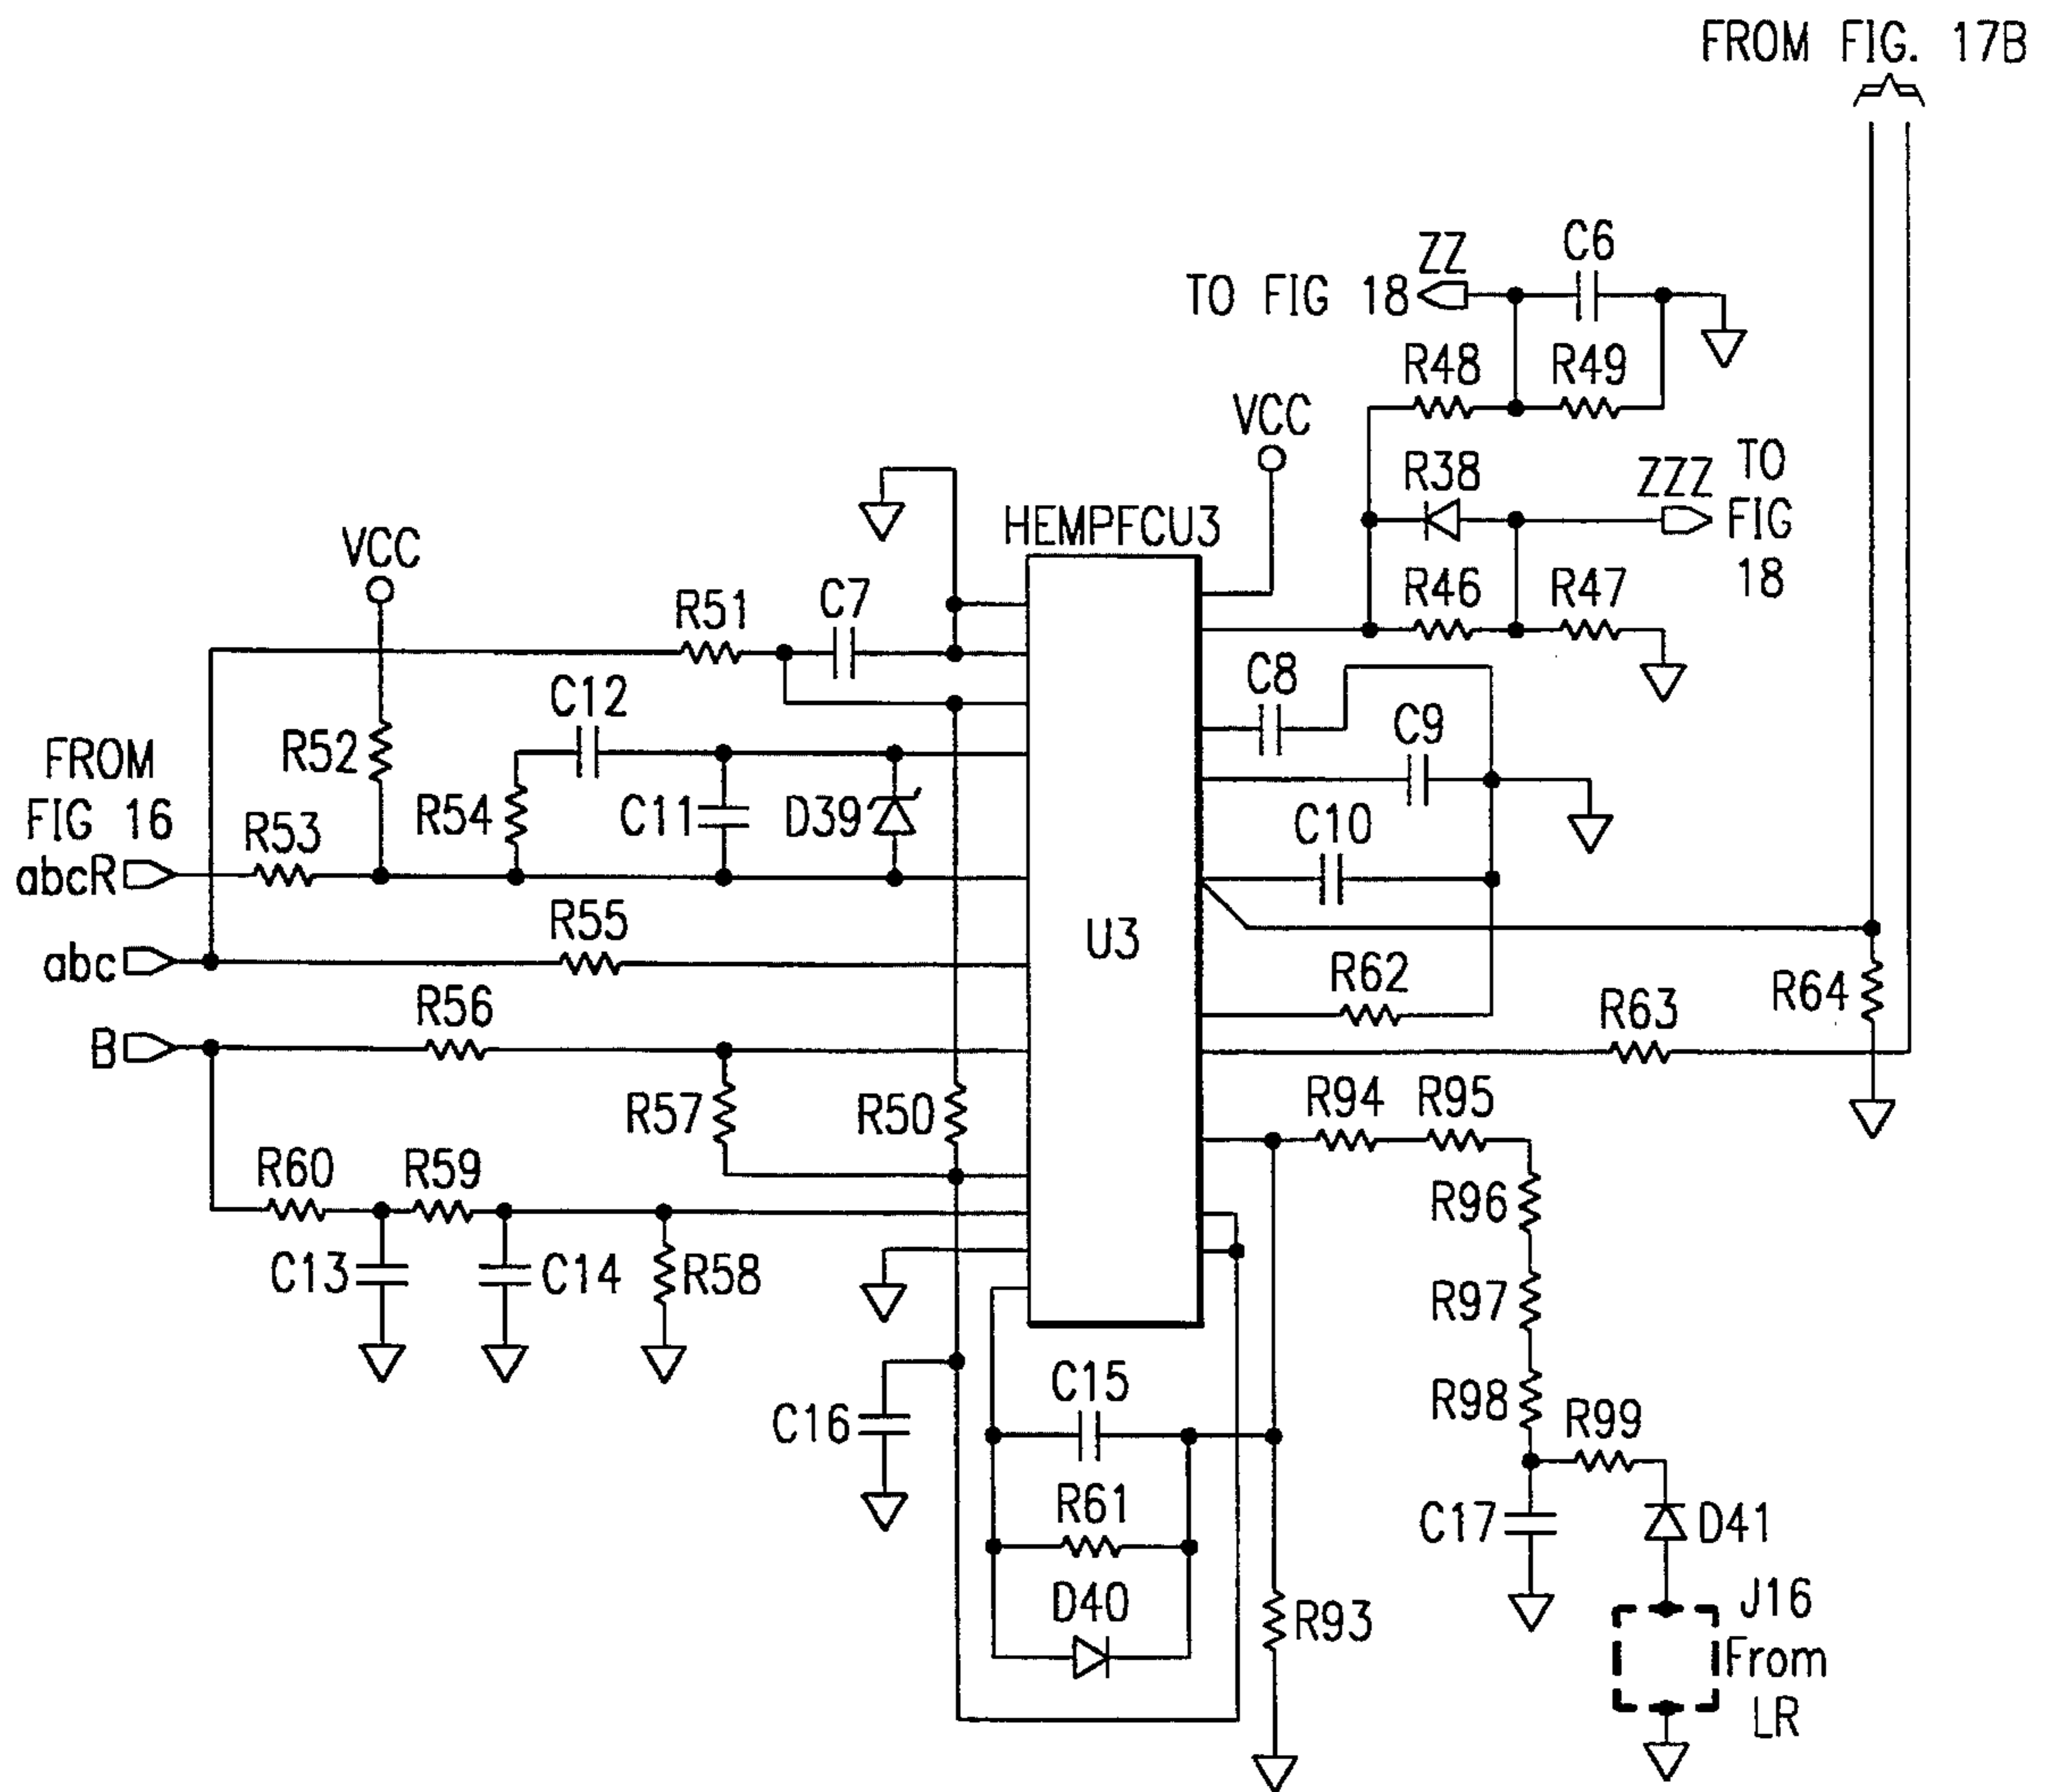 FROM FIG. 17B
ZZ
C6
TO FIG 18
R48
R49
VCC
R38
ZZZ
TO
FIG
18
HEMPFCU3
VCC
R46
R47
R51
C7
C8
C12
C9
FROM
FIG 16
R52
R54
C11
D39
C10
R53
abcR
U3
R55
abc
R62
R64
R56
R63
B
R57
R50
R94
R95
R60
R59
R96
C13
C14
R58
R97
C15
R98
R99
C16
R61
C17
D41
D40
R93
J16
From
LR